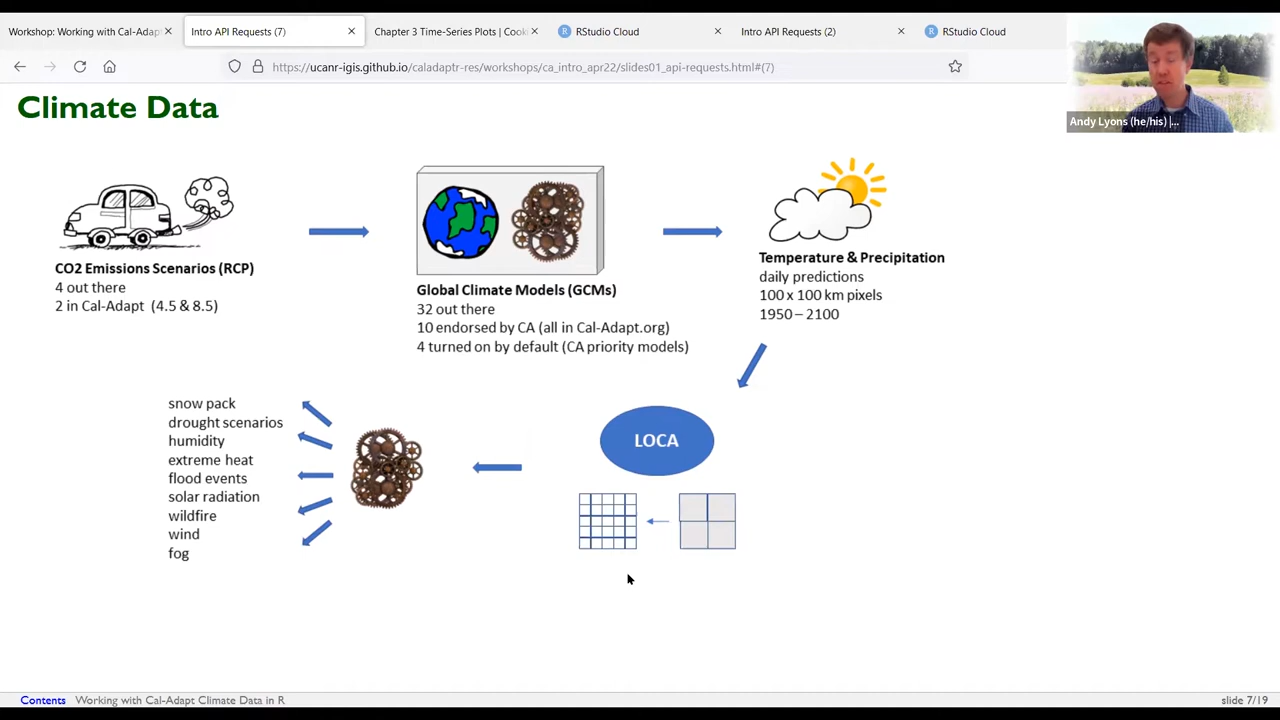 Workshop: Working with Cal-Adap
Intro API Requests (7)
Chapter 3 Time-Series Plots | Cook
RStudio Cloud
Intro API Requests (2)
RStudio Cloud
https://ucanr-igis.github.io/caladaptr-res/workshops/ca_intro_apr22/slides01_api-requests.html#(7)
Andy Lyons (he/his) |...
Climate Data
CO2 Emissions Scenarios (RCP)
4 out there
2 in Cal-Adapt (4.5 & 8.5)
Global Climate Models (GCMs)
32 out there
10 endorsed by CA (all in Cal-Adapt.org)
4 turned on by default (CA priority models)
Temperature & Precipitation
daily predictions
100 x 100 km pixels
1950 – 2100
LOCA
snow pack
drought scenarios
humidity
extreme heat
flood events
solar radiation
wildfire
wind
fog
Contents Working with Cal-Adapt Climate Data in R
slide 7/19